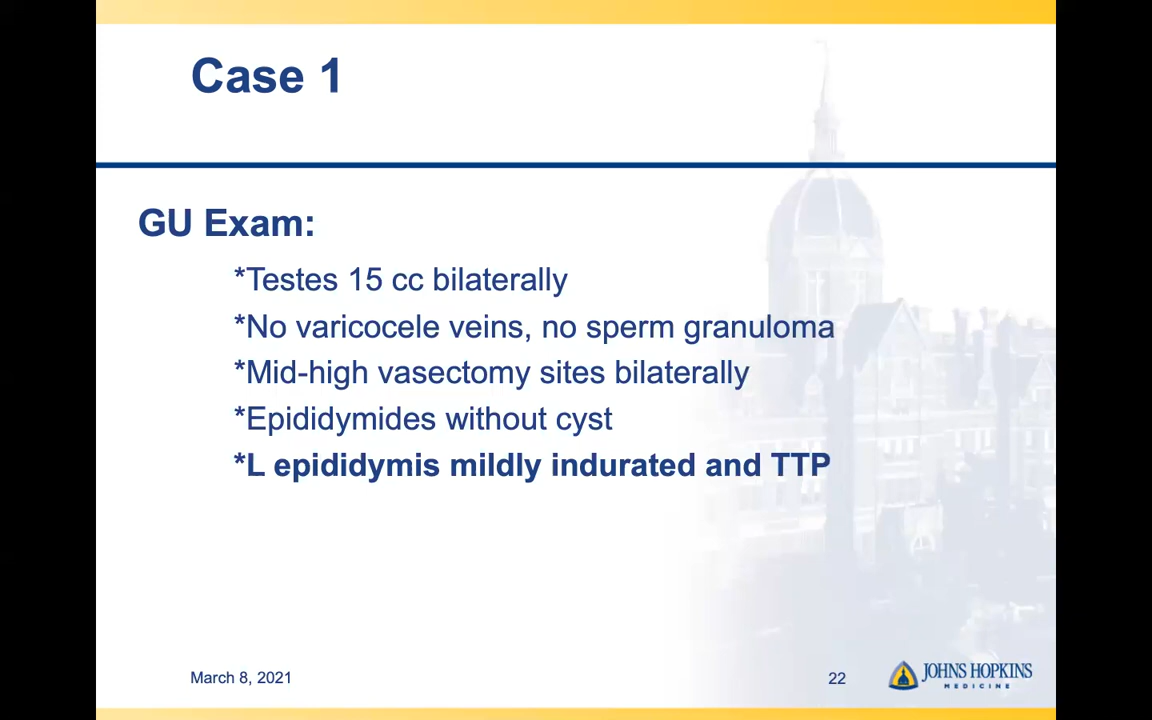 Case 1
GU Exam:
*Testes 15 cc bilaterally
*No varicocele veins, no sperm granuloma
*Mid-high vasectomy sites bilaterally
*Epididymides without cyst
*L epididymis mildly indurated and TTP
March 8, 2021
22
JOHNS HOPKINS
MEDICINE